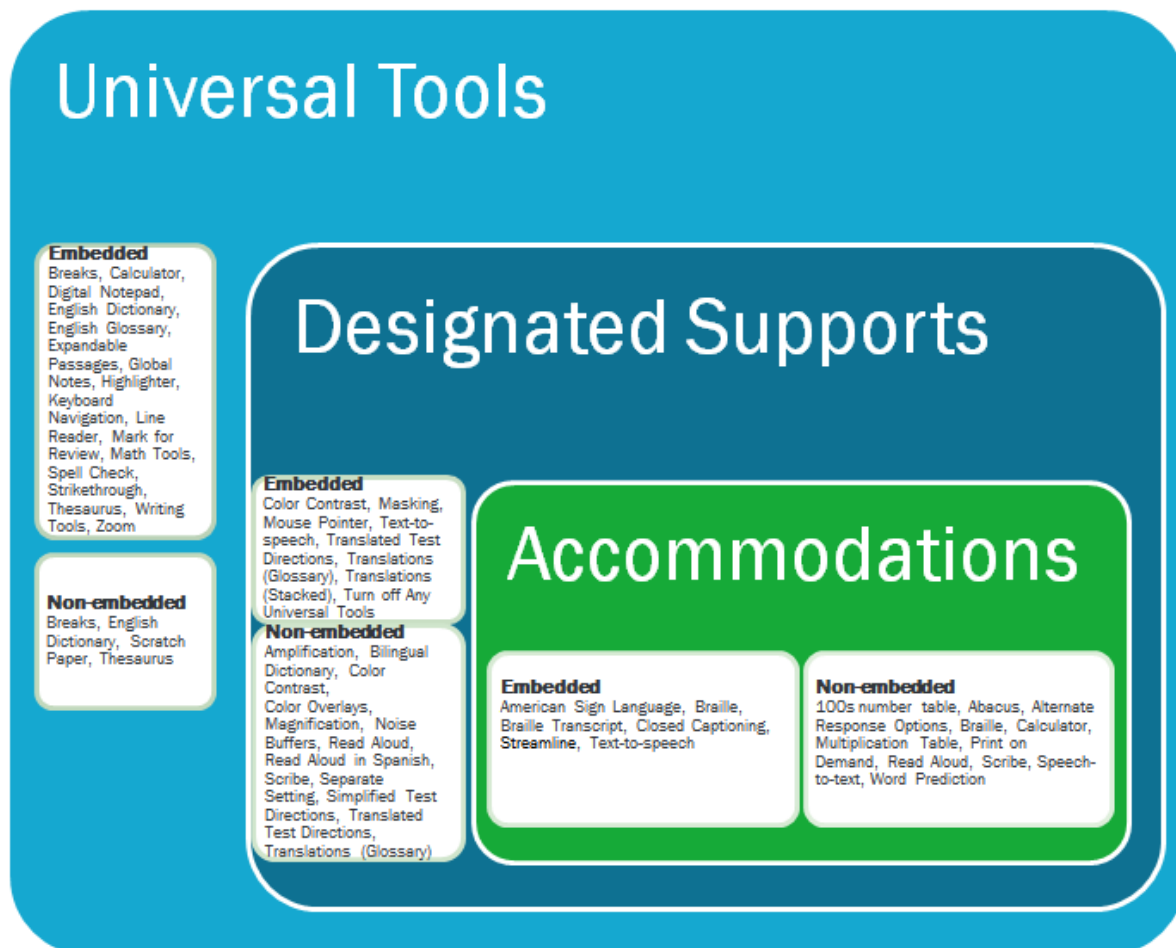 Universal Tools
Embedded
Breaks, Calculator,
Digital Notepad,
English Dictionary,
English Glossary,
Expandable
Passages, Global
Notes, Highlighter,
Keyboard
Navigation, Line
Reader, Mark for
Review, Math Tools,
Spell Check,
Strikethrough,
Thesaurus, Writing
Tools, Zoom
Non-embedded
Breaks, English
Dictionary, Scratch
Paper, Thesaurus
Designated Supports
Embedded
Color Contrast, Masking,
Mouse Pointer, Text-to-
speech, Translated Test
Directions, Translations
(Glossary), Translations
(Stacked), Turn off Any
Universal Tools
Non-embedded
Amplification, Bilingual
Dictionary, Color
Contrast,
Color Overlays,
Magnification, Noise
Buffers, Read Aloud,
Read Aloud in Spanish,
Scribe, Separate
Setting, Simplified Test
Directions, Translated
Test Directions,
Translations (Glossary)
Accommodations
Embedded
American Sign Language, Braille,
Braille Transcript, Closed Captioning,
Streamline, Text-to-speech
Non-embedded
100s number table, Abacus, Alternate
Response Options, Braille, Calculator,
Multiplication Table, Print on
Demand, Read Aloud, Scribe, Speech-
to-text, Word Prediction